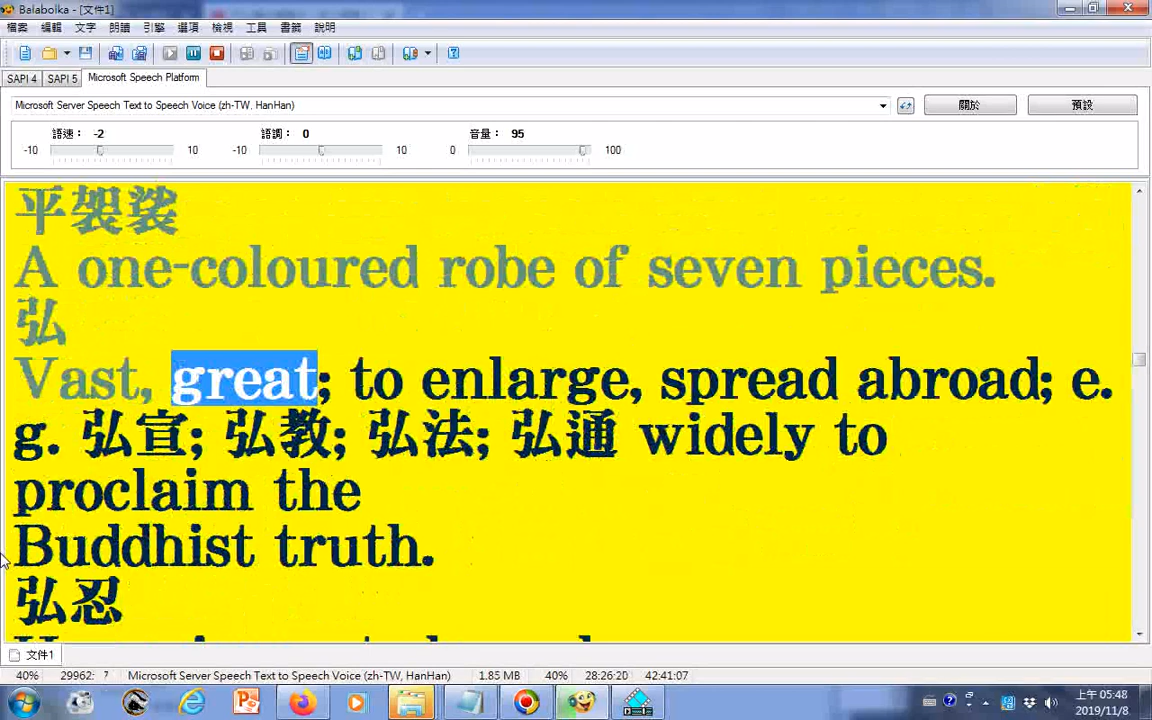 Balabolka - [文件1]
檔案 編輯 文字 朗讀 引擎 選項 檢視 工具 書籤 說明
SAPI 4 SAPI 5 Microsoft Speech Platform
Microsoft Server Speech Text to Speech Voice (zh-TW, HanHan) 關於 預設
語速: -2 語調: 0 音量: 95
-10 10 -10 10 0 100
平袈裟
A one-coloured robe of seven pieces.
弘
Vast, great; to enlarge, spread abroad; e.
g. 弘宣; 弘教; 弘法; 弘通 widely to
proclaim the
Buddhist truth.
弘忍
文件1
40% 29962: ? Microsoft Server Speech Text to Speech Voice (zh-TW, HanHan) 1.85 MB 40% 28:26:20 42:41:07
上午 05:48
2019/11/8